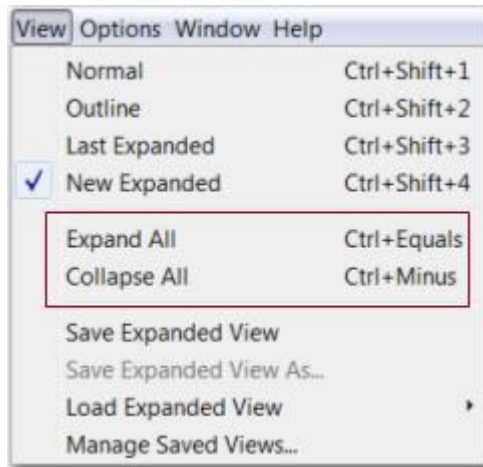 View Options Window Help
Normal Ctrl+Shift+1
Outline Ctrl+Shift+2
Last Expanded Ctrl+Shift+3
New Expanded Ctrl+Shift+4
Expand All Ctrl+Equals
Collapse All Ctrl+Minus
Save Expanded View
Save Expanded View As...
Load Expanded View
Manage Saved Views...